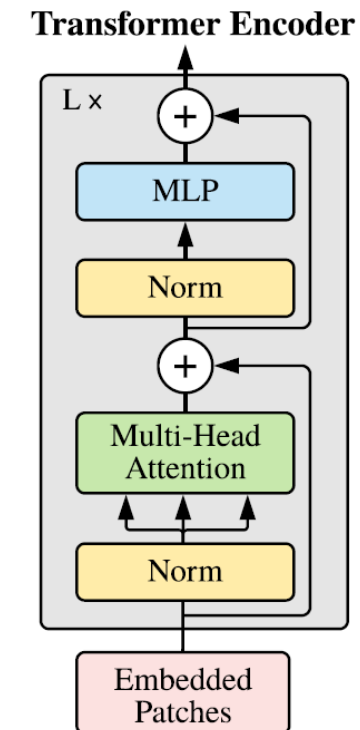 Transformer Encoder
L ×
+
MLP
Norm
+
Multi-Head
Attention
Norm
Embedded
Patches